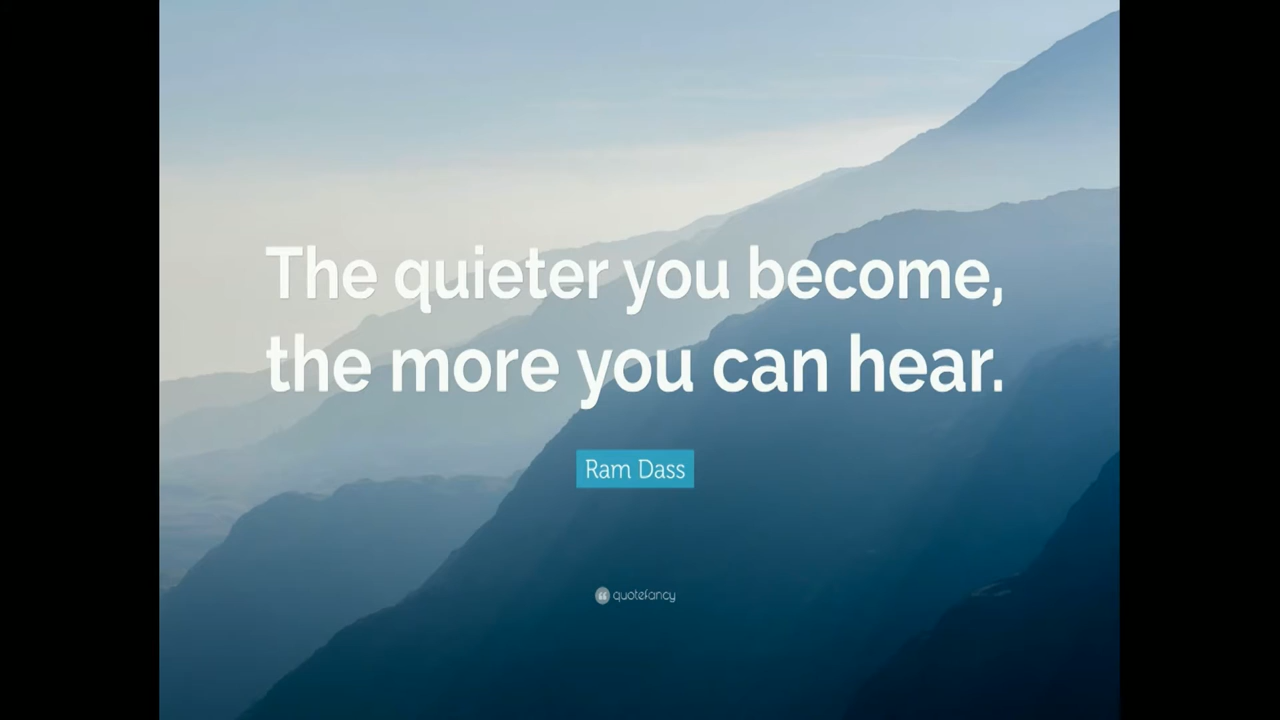 The quieter you become,
the more you can hear.
Ram Dass
quotefancy